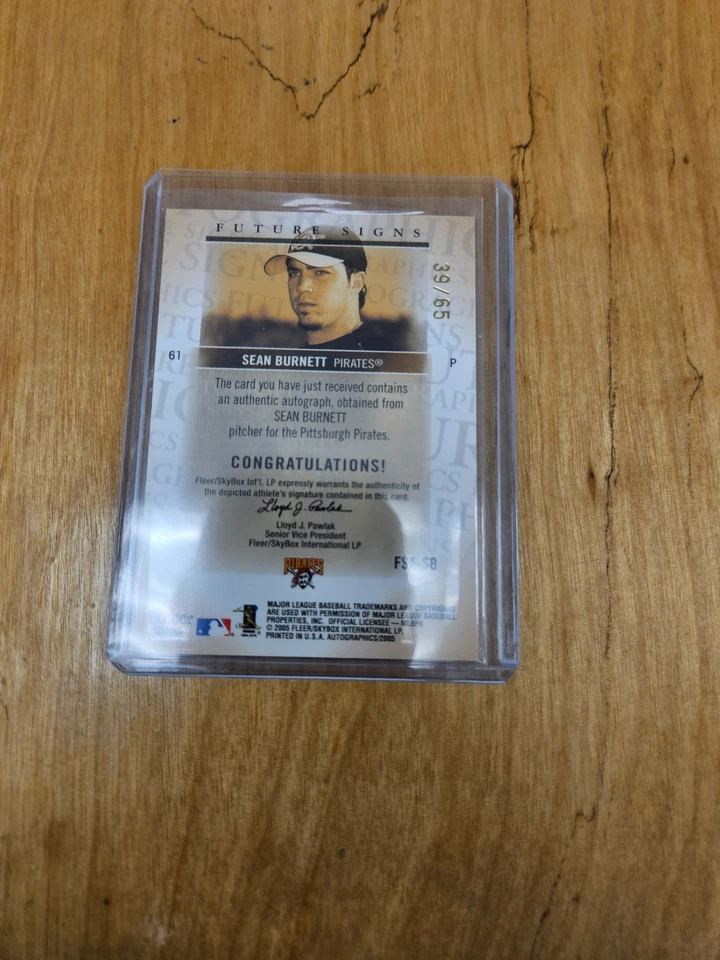 FUTURE SIGNS
39/65
61
SEAN BURNETT PIRATES®
P
The card you have just received contains
an authentic autograph, obtained from
SEAN BURNETT
pitcher for the Pittsburgh Pirates.
CONGRATULATIONS!
Fleer/SkyBox Int'l. LP expressly warrants the authenticity of
the depicted athlete's signature contained in this card.
Lloyd J. Pawlak
Lloyd J. Pawlak
Senior Vice President
Fleer/SkyBox International LP
PIRATES
MAJOR LEAGUE BASEBALL TRADEMARKS AND COPYRIGHTS
ARE USED WITH PERMISSION OF MAJOR LEAGUE BASEBALL
PROPERTIES, INC. OFFICIAL LICENSEE — MLBPA
© 2005 FLEER/SKYBOX INTERNATIONAL LP.
PRINTED IN U.S.A. AUTOGRAPHICS/2005